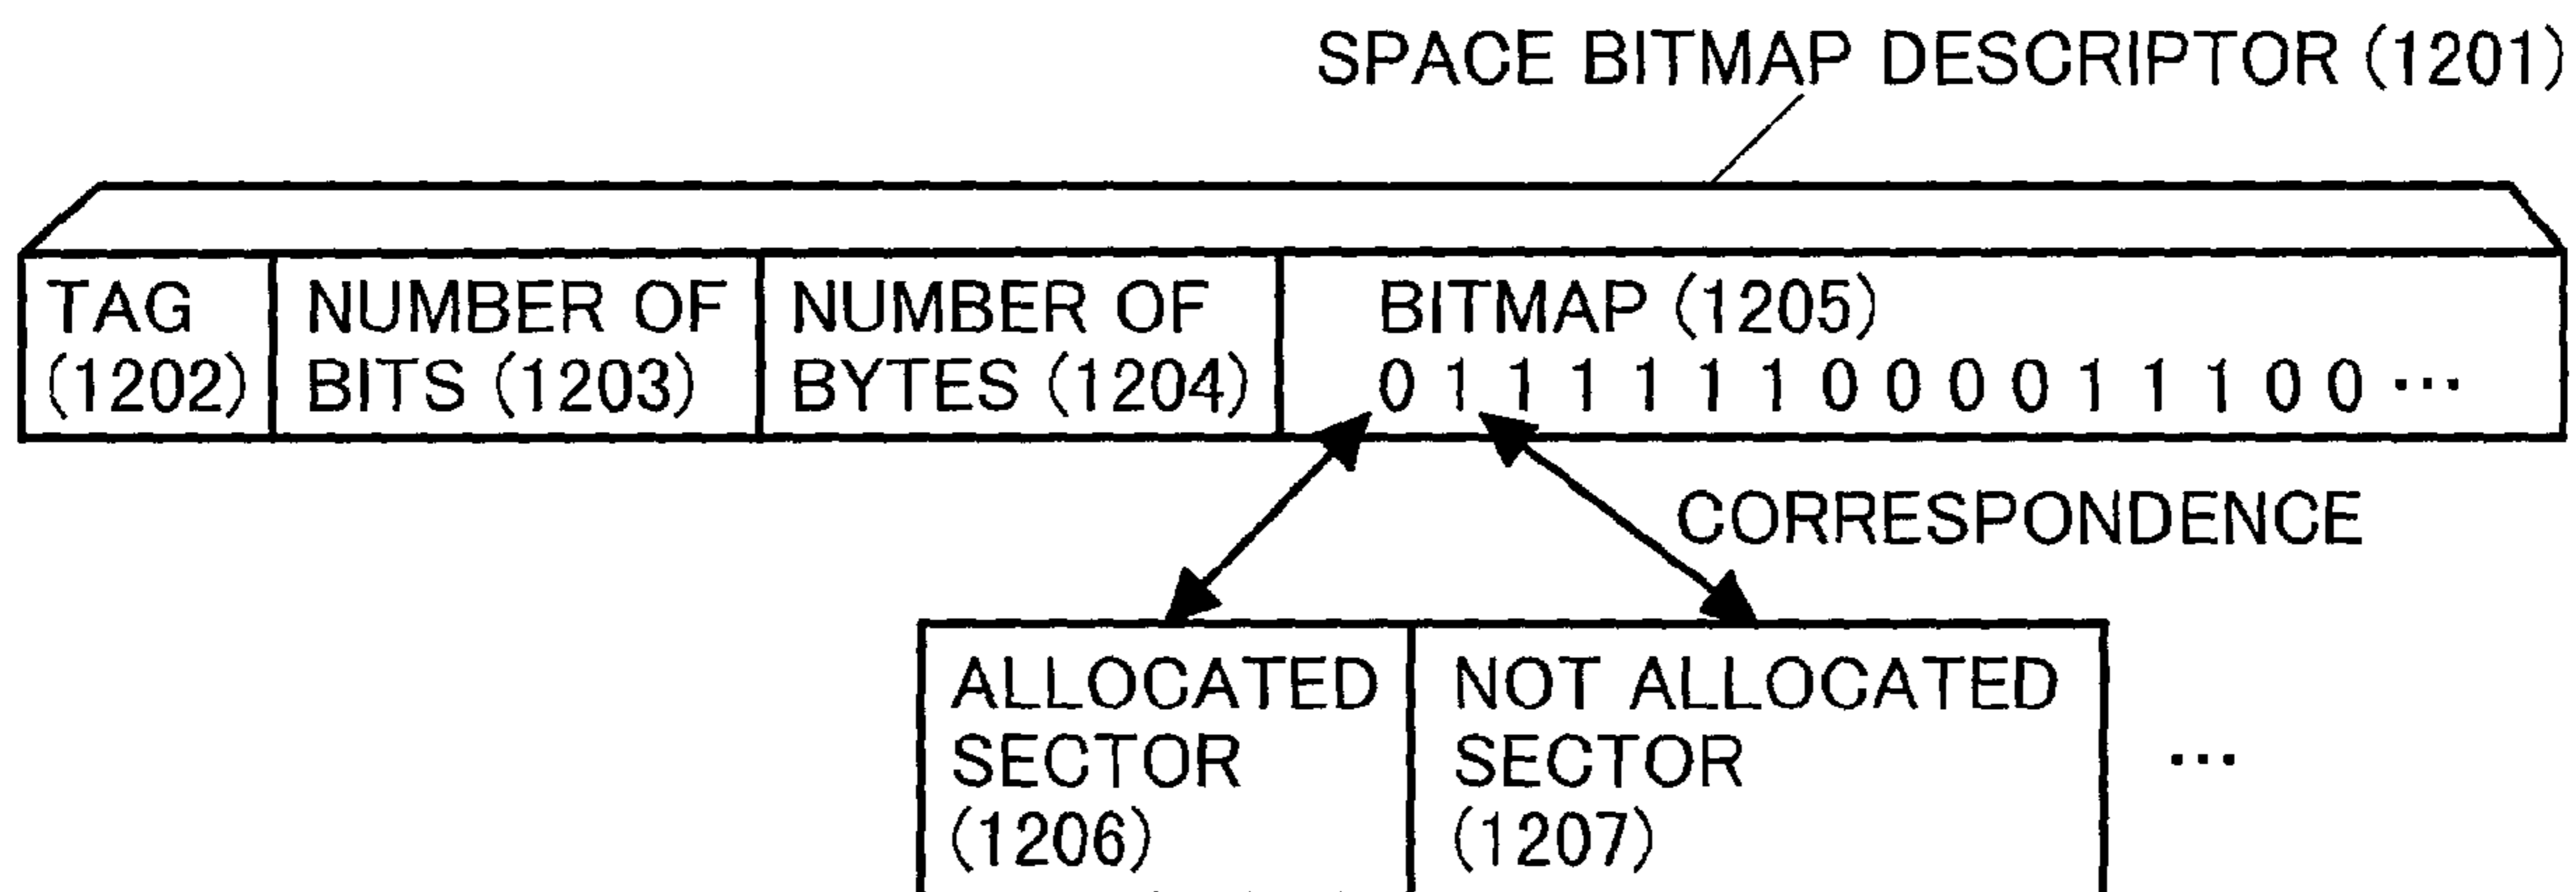 SPACE BITMAP DESCRIPTOR (1201)
TAG (1202)
NUMBER OF BITS (1203)
NUMBER OF BYTES (1204)
BITMAP (1205)
0 1 1 1 1 1 1 0 0 0 0 1 1 1 0 0 ···
CORRESPONDENCE
ALLOCATED
SECTOR
(1206)
NOT ALLOCATED
SECTOR
(1207)
···